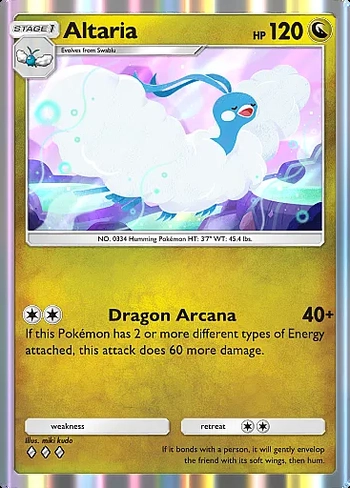 STAGE 1 Altaria HP 120
Evolves from Swablu
NO. 0334 Humming Pokémon HT: 3'7" WT: 45.4 lbs.
Dragon Arcana 40+
If this Pokémon has 2 or more different types of Energy
attached, this attack does 60 more damage.
weakness retreat
Illus. miki kudo
If it bonds with a person, it will gently envelop
the friend with its soft wings, then hum.